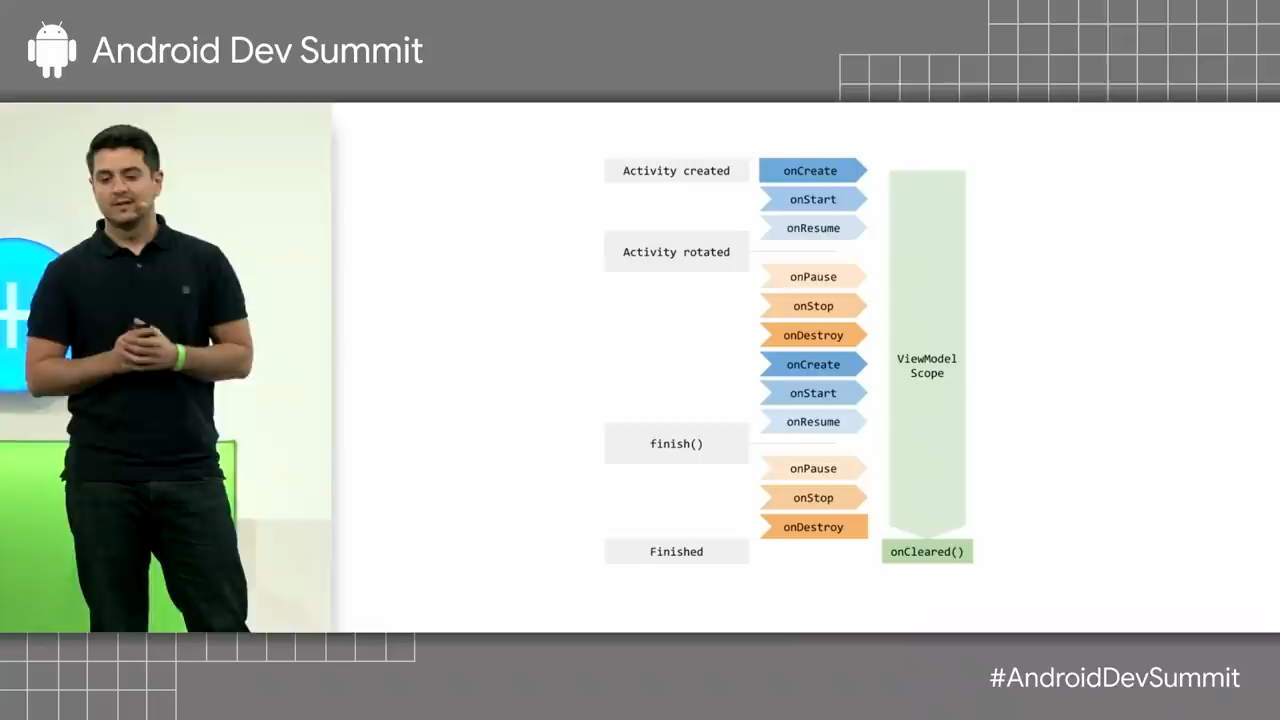 Android Dev Summit
Activity created
onCreate
onStart
onResume
Activity rotated
onPause
onStop
onDestroy
onCreate
onStart
onResume
finish()
onPause
onStop
onDestroy
Finished
ViewModel
Scope
onCleared()
#AndroidDevSummit